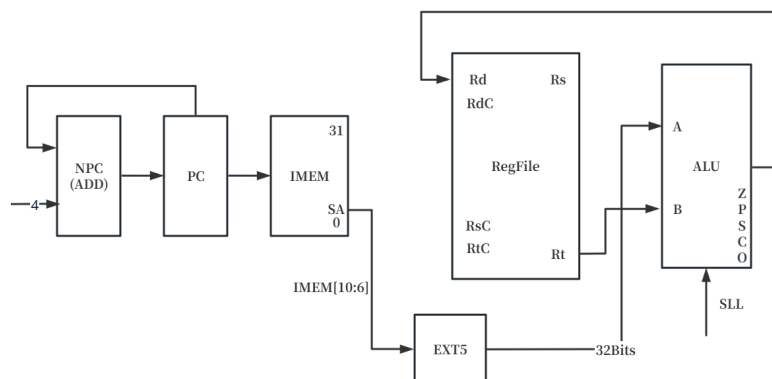 Rd
Rs
RdC
31
NPC
(ADD)
PC
IMEM
RegFile
A
ALU
4
SA
0
RsC
RtC
Rt
B
Z
P
S
C
O
IMEM[10:6]
SLL
EXT5
32Bits